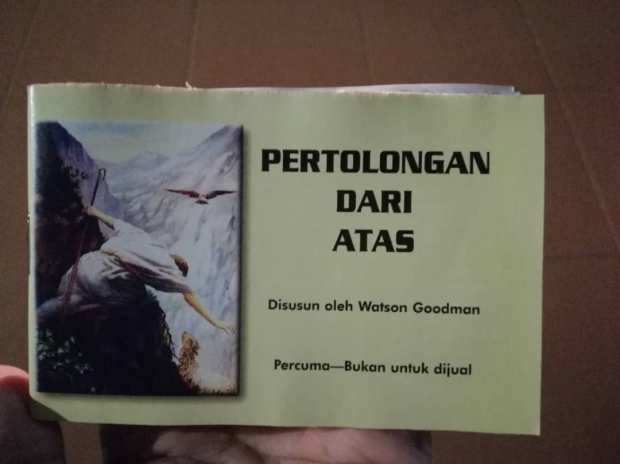 PERTOLONGAN
DARI
ATAS
Disusun oleh Watson Goodman
Percuma—Bukan untuk dijual